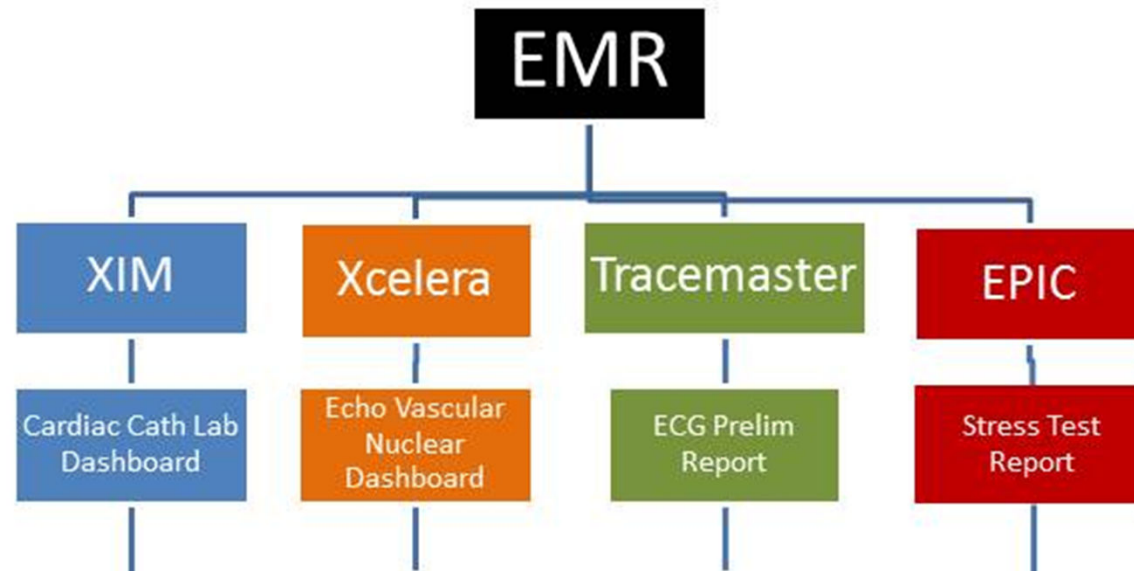 EMR
XIM
Xcelera
Tracemaster
EPIC
Cardiac Cath Lab
Dashboard
Echo Vascular
Nuclear
Dashboard
ECG Prelim
Report
Stress Test
Report